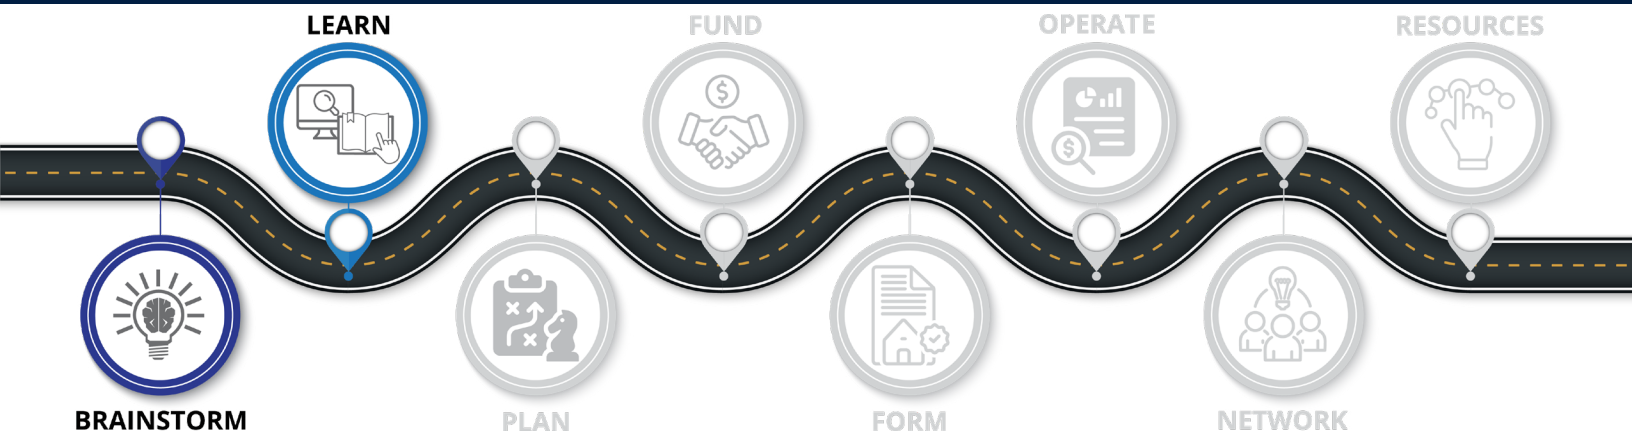 LEARN
FUND
OPERATE
RESOURCES
$
$
BRAINSTORM
PLAN
FORM
NETWORK